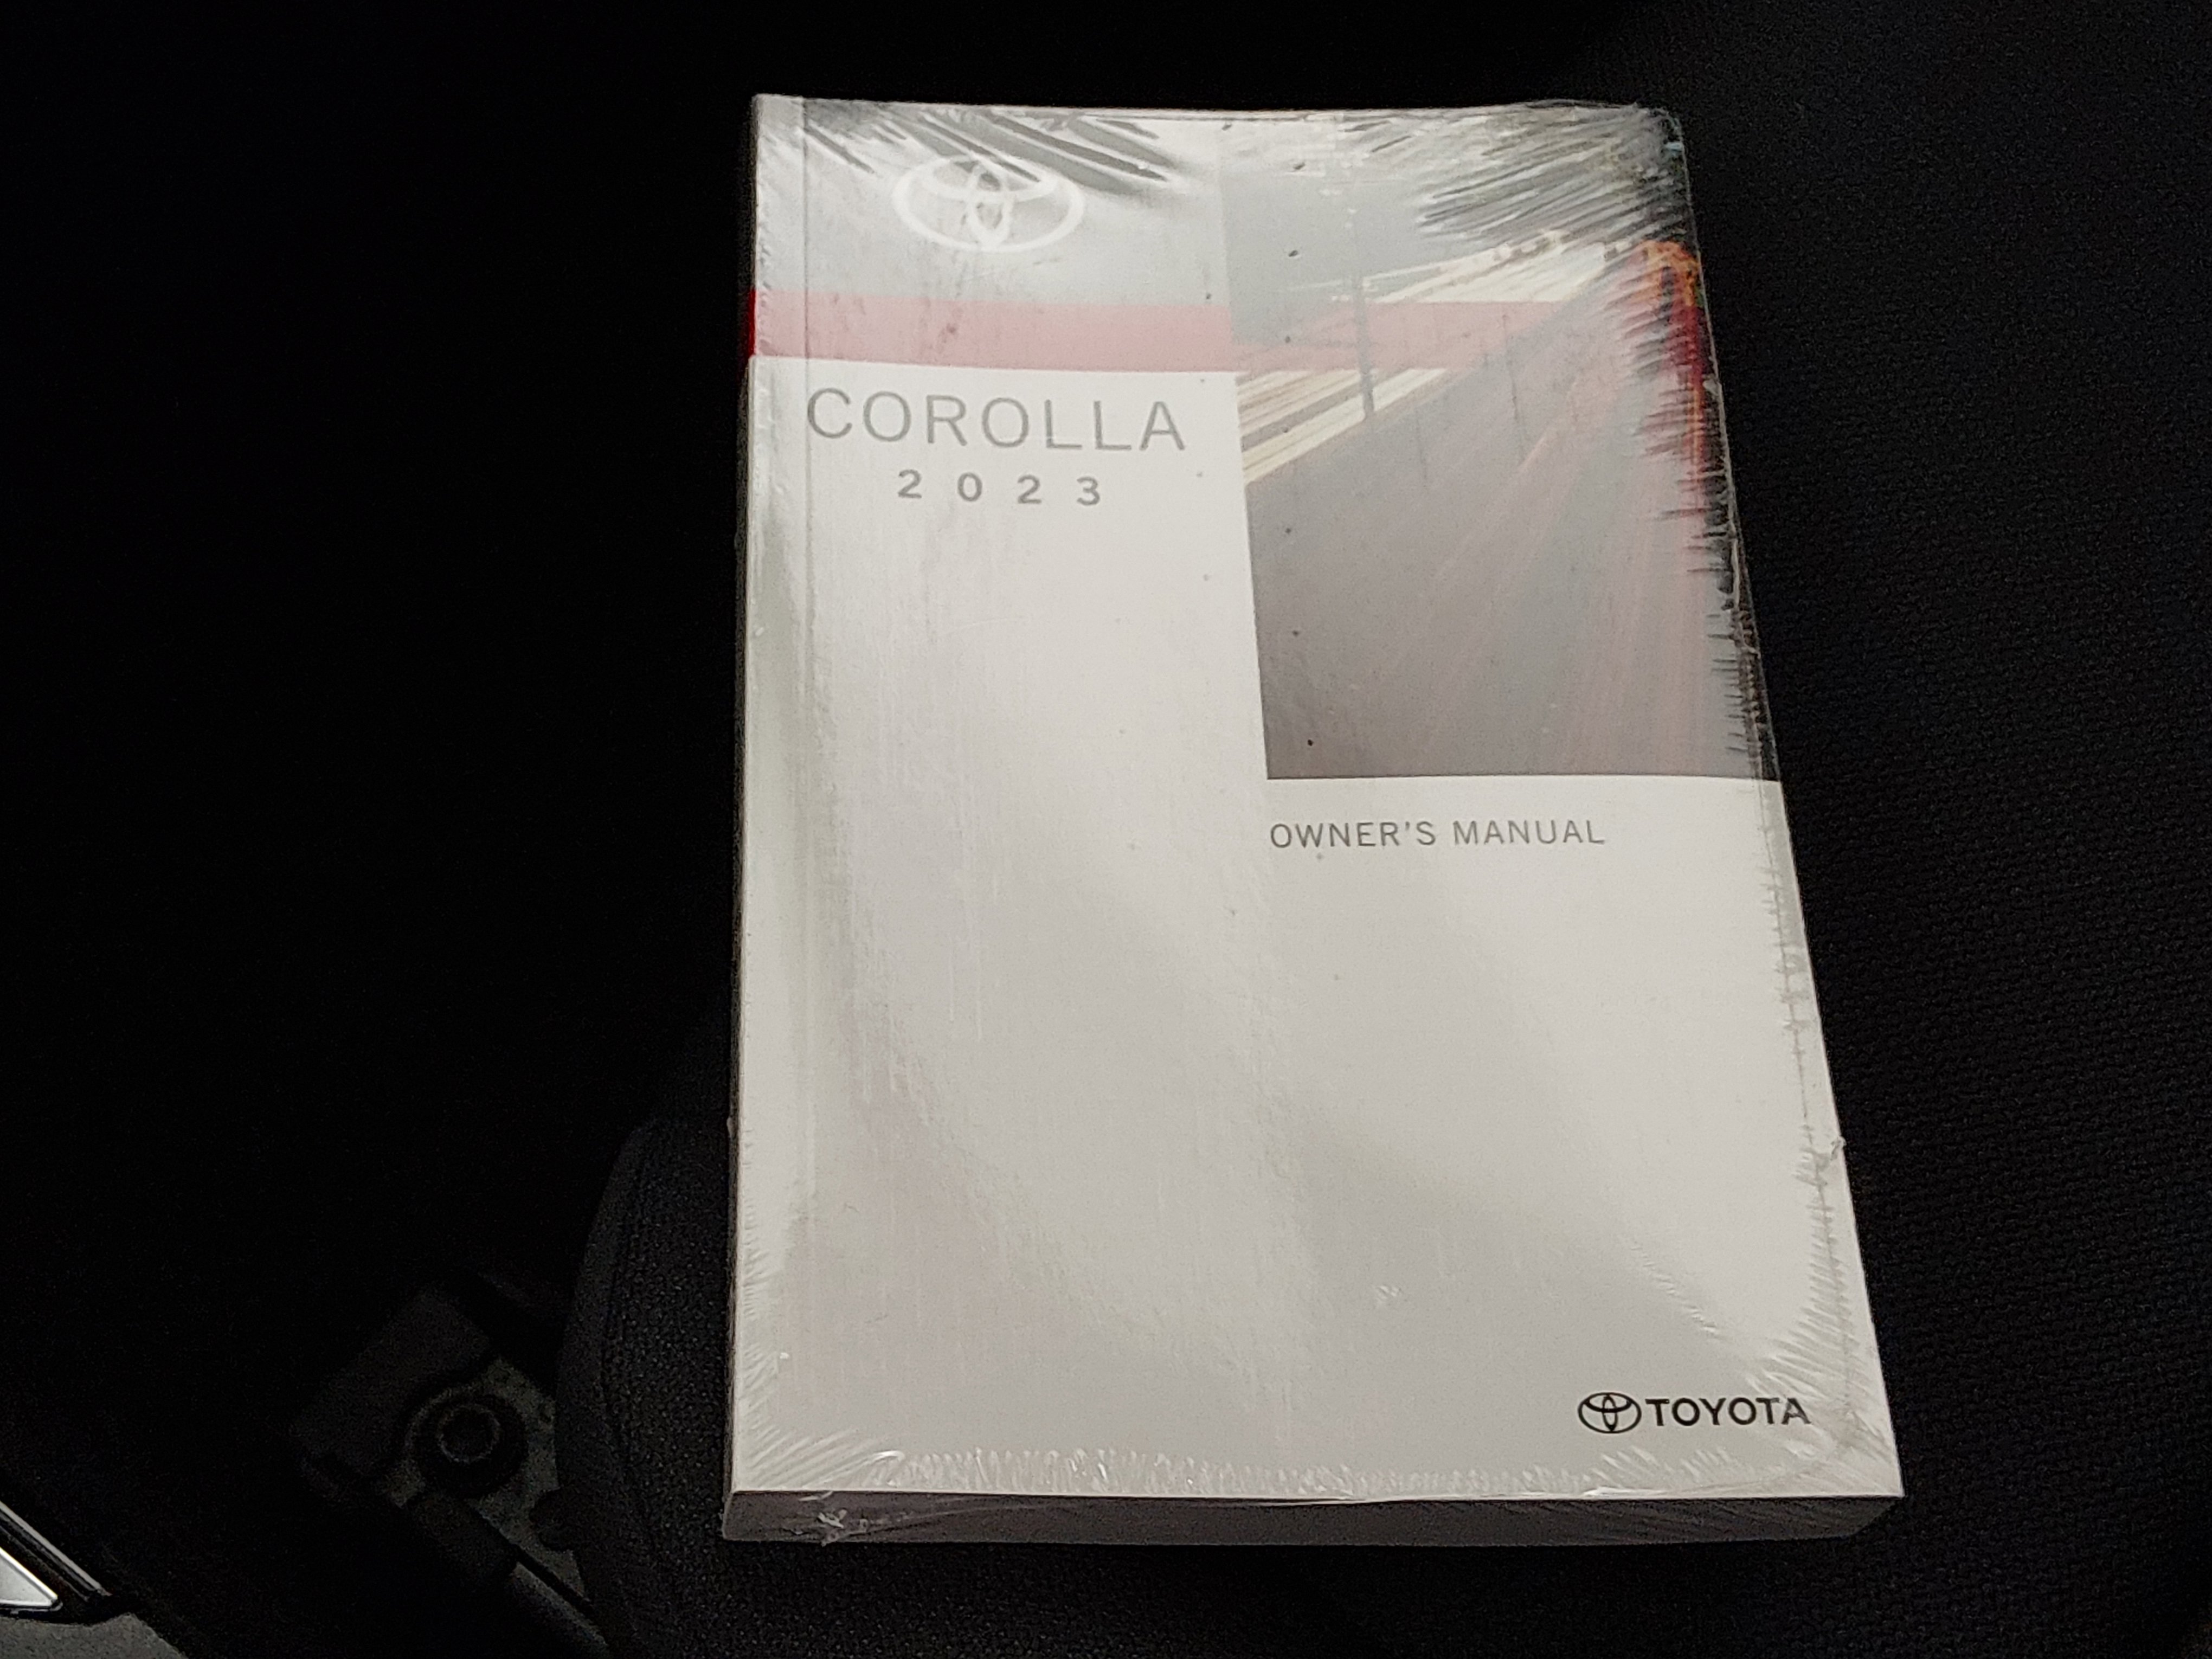 COROLLA
2023
OWNER'S MANUAL
TOYOTA